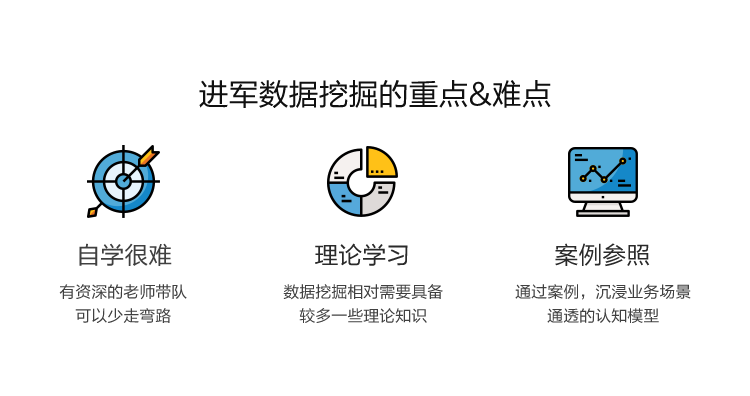 进军数据挖掘的重点&难点
自学很难
理论学习
案例参照
有资深的老师带队
可以少走弯路
数据挖掘相对需要具备
较多一些理论知识
通过案例，沉浸业务场景
通透的认知模型